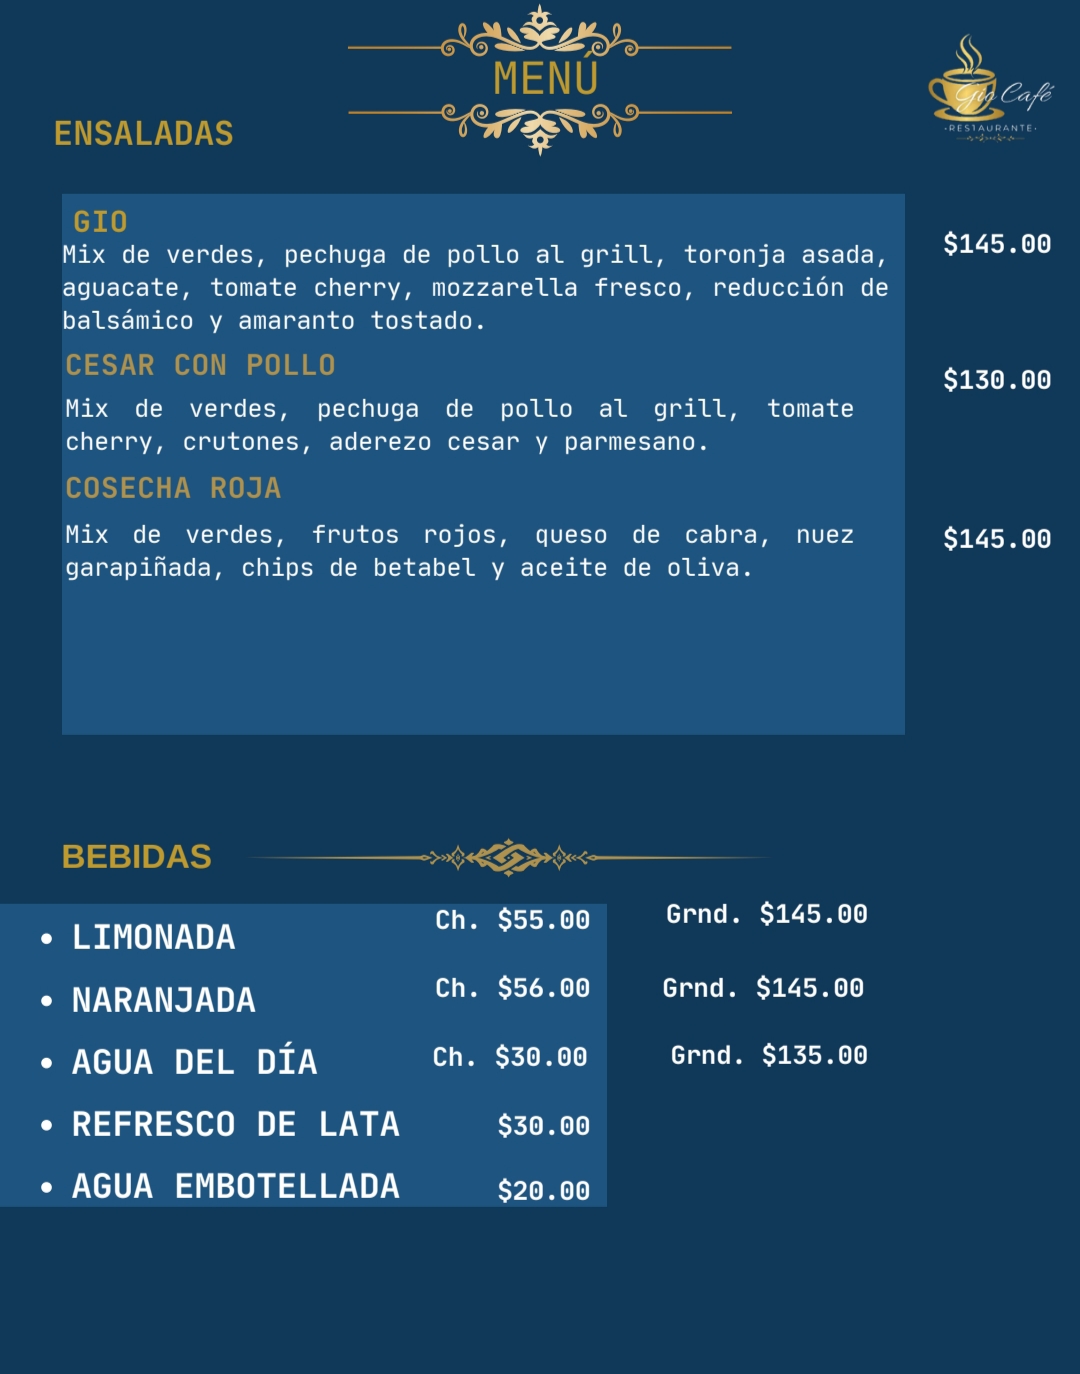 MENÚ
Gio Café
·RESTAURANTE·
ENSALADAS
GIO
$145.00
Mix de verdes, pechuga de pollo al grill, toronja asada,
aguacate, tomate cherry, mozzarella fresco, reducción de
balsámico y amaranto tostado.
CESAR CON POLLO
$130.00
Mix de verdes, pechuga de pollo al grill, tomate
cherry, crutones, aderezo cesar y parmesano.
COSECHA ROJA
$145.00
Mix de verdes, frutos rojos, queso de cabra, nuez
garapiñada, chips de betabel y aceite de oliva.
BEBIDAS
• LIMONADA Ch. $55.00 Grnd. $145.00
• NARANJADA Ch. $56.00 Grnd. $145.00
• AGUA DEL DÍA Ch. $30.00 Grnd. $135.00
• REFRESCO DE LATA $30.00
• AGUA EMBOTELLADA $20.00